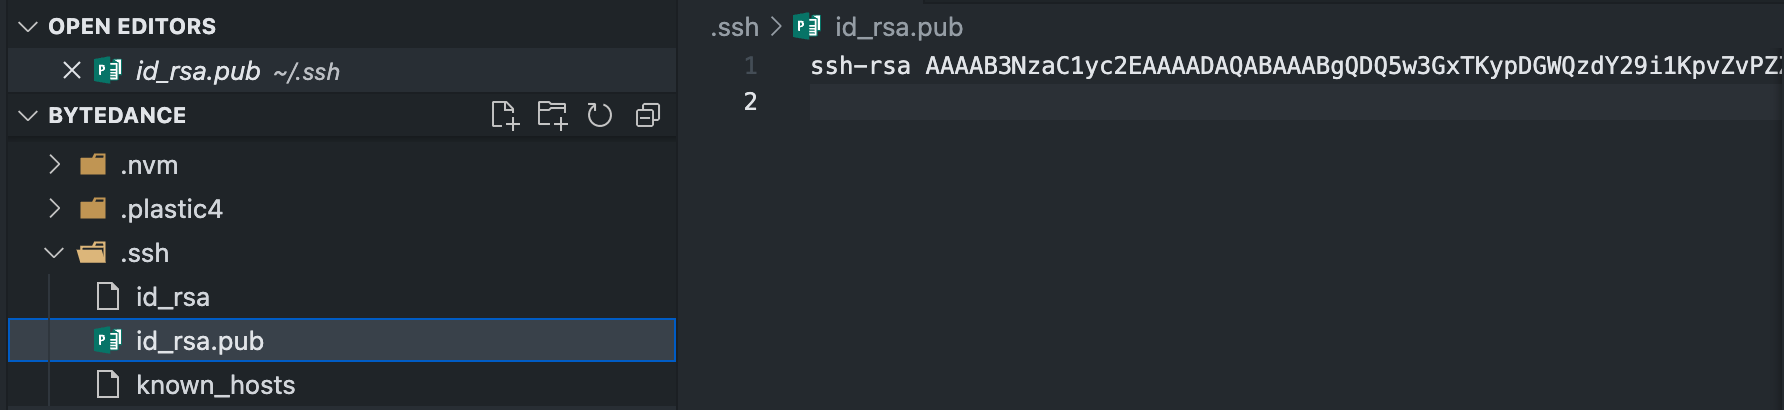 OPEN EDITORS
id_rsa.pub ~/.ssh
BYTEDANCE
.nvm
.plastic4
.ssh
id_rsa
id_rsa.pub
known_hosts
.ssh > id_rsa.pub
1 ssh-rsa AAAAB3NzaC1yc2EAAAADAQABAAABgQDQ5w3GxTKypDGWQzdY29i1KpvZvPZ
2